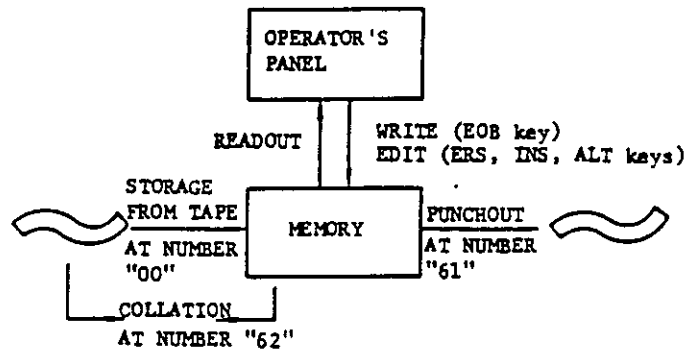 OPERATOR'S
PANEL
READOUT
WRITE (EOB key)
EDIT (ERS, INS, ALT keys)
STORAGE
FROM TAPE
AT NUMBER
"00"
MEMORY
PUNCHOUT
AT NUMBER
"61"
COLLATION
AT NUMBER "62"